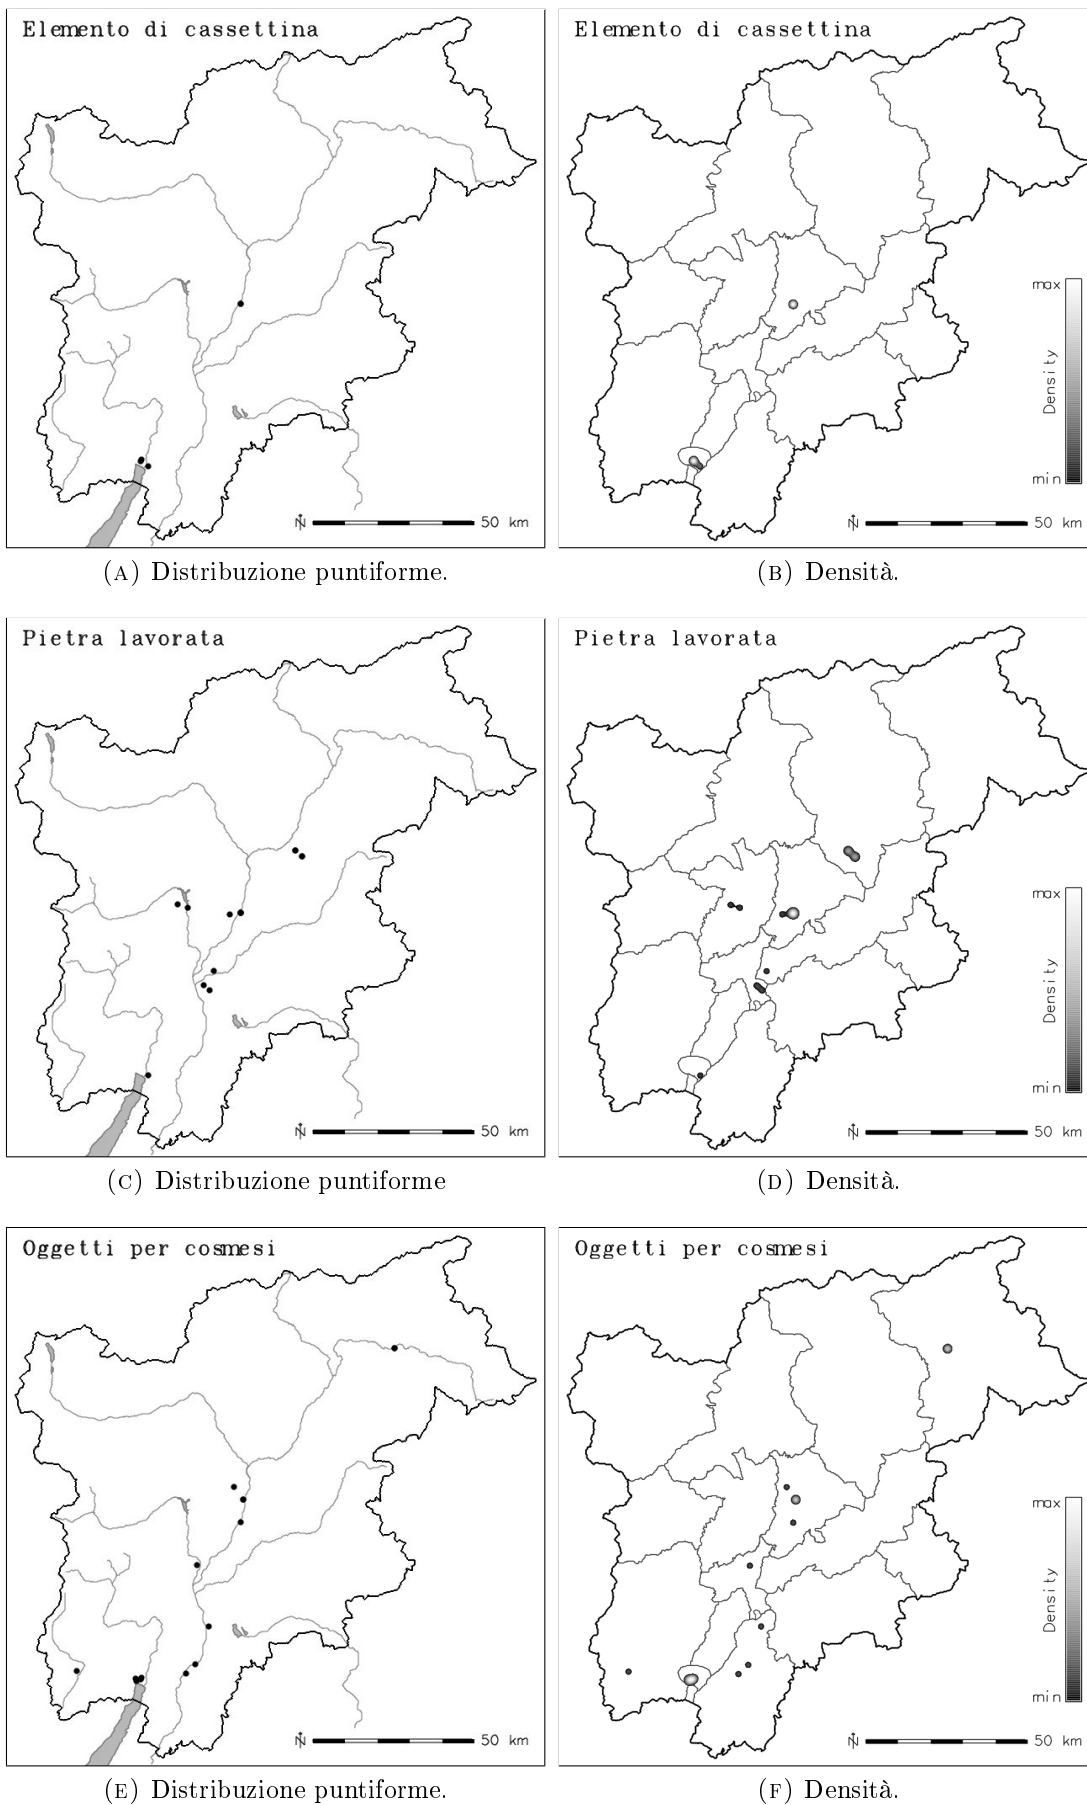 Elemento di cassettina
N 50 km
(A) Distribuzione puntiforme.
Elemento di cassettina
max
Density
min
N 50 km
(B) Densità.
Pietra lavorata
N 50 km
(C) Distribuzione puntiforme
Pietra lavorata
max
Density
min
N 50 km
(D) Densità.
Oggetti per cosmesi
N 50 km
(E) Distribuzione puntiforme.
Oggetti per cosmesi
max
Density
min
N 50 km
(F) Densità.